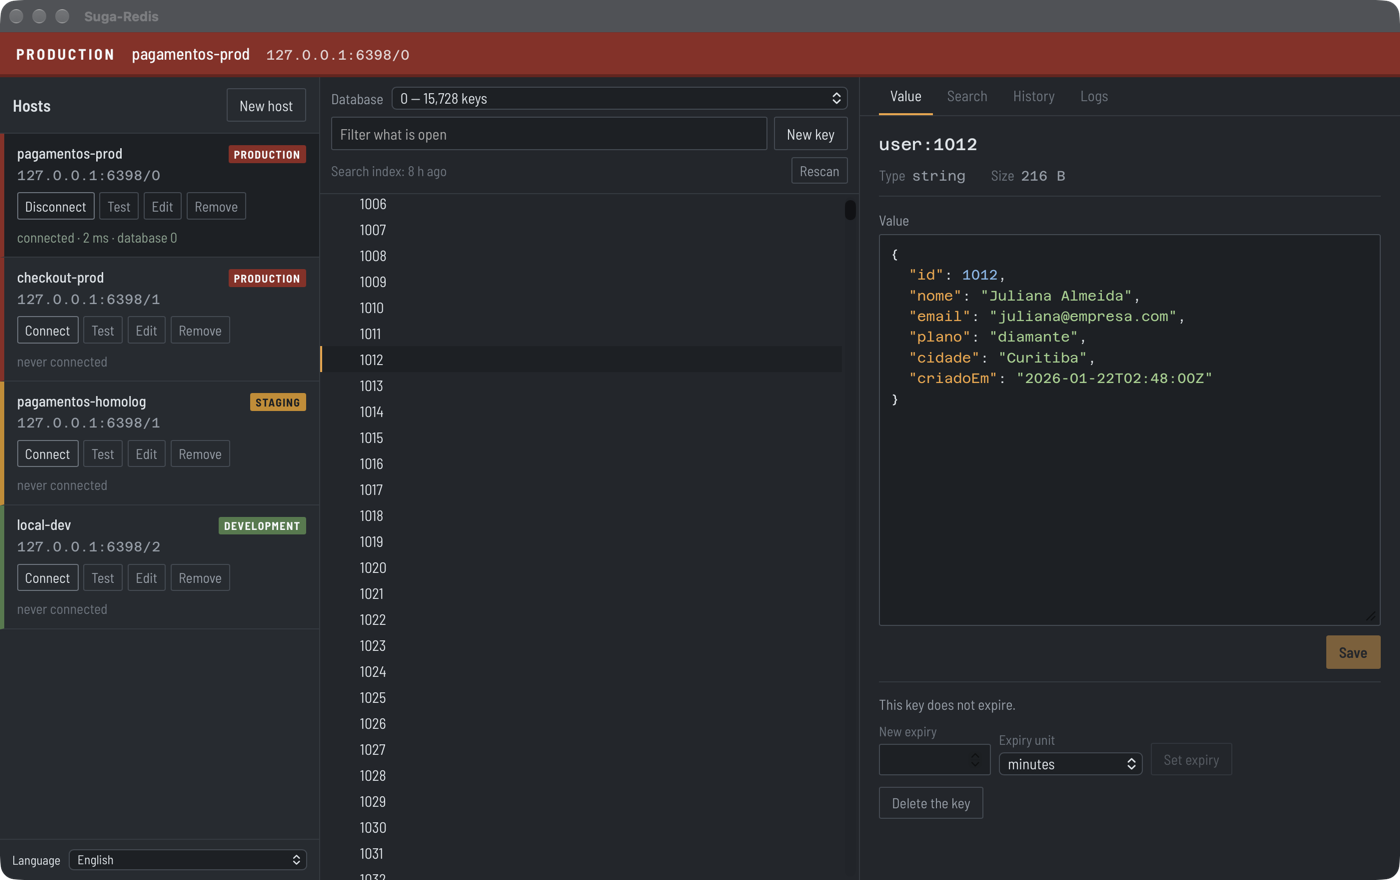 Suga-Redis
PRODUCTION pagamentos-prod 127.0.0.1:6398/0
Hosts
New host
pagamentos-prod PRODUCTION
127.0.0.1:6398/0
Disconnect Test Edit Remove
connected · 2 ms · database 0
checkout-prod PRODUCTION
127.0.0.1:6398/1
Connect Test Edit Remove
never connected
pagamentos-homolog STAGING
127.0.0.1:6398/1
Connect Test Edit Remove
never connected
local-dev DEVELOPMENT
127.0.0.1:6398/2
Connect Test Edit Remove
never connected
Language English
Database 0 — 15,728 keys
Filter what is open New key
Search index: 8 h ago Rescan
1006
1007
1008
1009
1010
1011
1012
1013
1014
1015
1016
1017
1018
1019
1020
1021
1022
1023
1024
1025
1026
1027
1028
1029
1030
1031
1032
Value Search History Logs
user:1012
Type string Size 216 B
Value
{
"id": 1012,
"nome": "Juliana Almeida",
"email": "juliana@empresa.com",
"plano": "diamante",
"cidade": "Curitiba",
"criadoEm": "2026-01-22T02:48:00Z"
}
Save
This key does not expire.
New expiry
Expiry unit
minutes
Set expiry
Delete the key